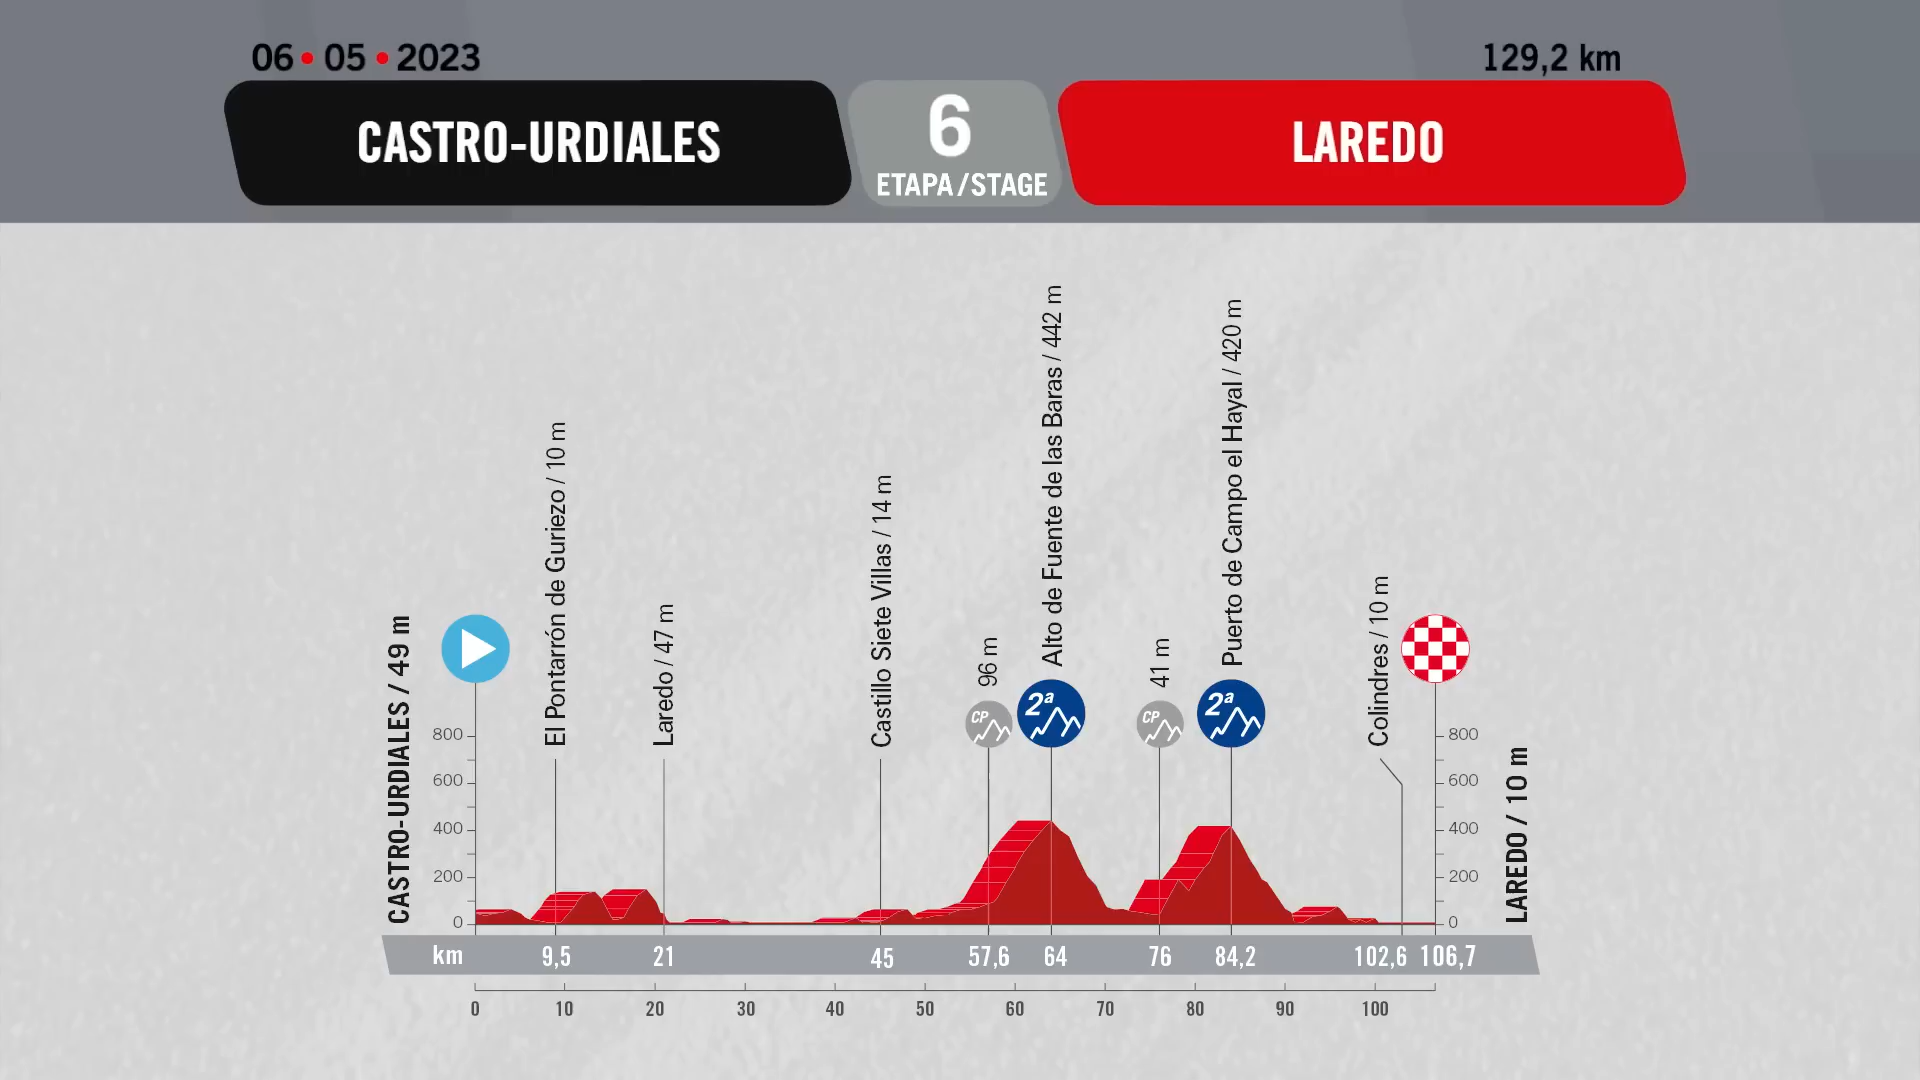 06 • 05 • 2023
129,2 km
CASTRO-URDIALES
6
ETAPA/STAGE
LAREDO
CASTRO-URDIALES / 49 m
El Pontarrón de Guriezo / 10 m
Laredo / 47 m
Castillo Siete Villas / 14 m
96 m
Alto de Fuente de las Baras / 442 m
41 m
Puerto de Campo el Hayal / 420 m
Colindres / 10 m
LAREDO / 10 m
CP
2ª
CP
2ª
800
600
400
200
0
800
600
400
200
0
km 9,5 21 45 57,6 64 76 84,2 102,6 106,7
0 10 20 30 40 50 60 70 80 90 100